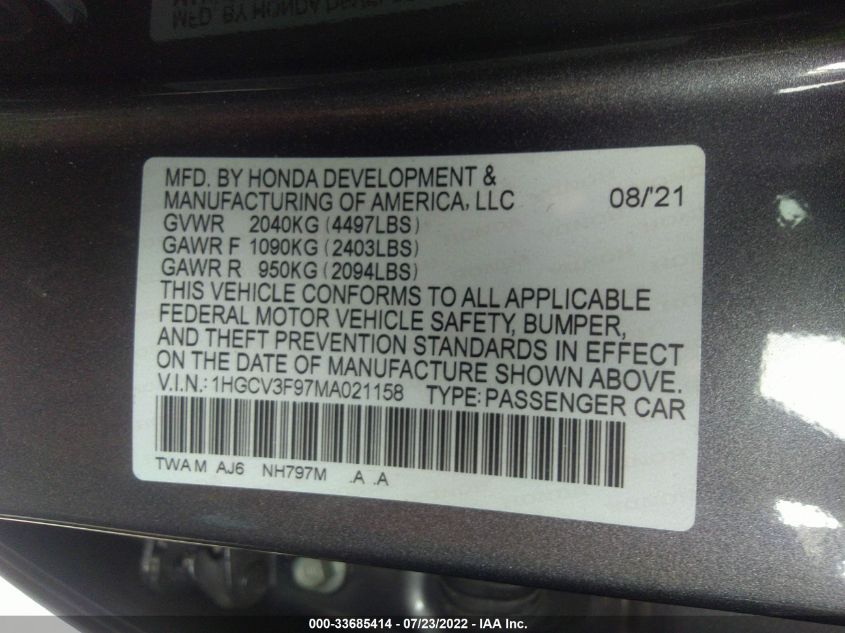 MFD. BY HONDA DEVELOPMENT &
MANUFACTURING OF AMERICA, LLC 08/'21
GVWR 2040KG (4497LBS)
GAWR F 1090KG (2403LBS)
GAWR R 950KG (2094LBS)
THIS VEHICLE CONFORMS TO ALL APPLICABLE
FEDERAL MOTOR VEHICLE SAFETY, BUMPER,
AND THEFT PREVENTION STANDARDS IN EFFECT
ON THE DATE OF MANUFACTURE SHOWN ABOVE.
V.I.N.: 1HGCV3F97MA021158 TYPE: PASSENGER CAR
TWA M AJ6 NH797M .A .A
000-33685414 / 07/23/2022 - IAA Inc.